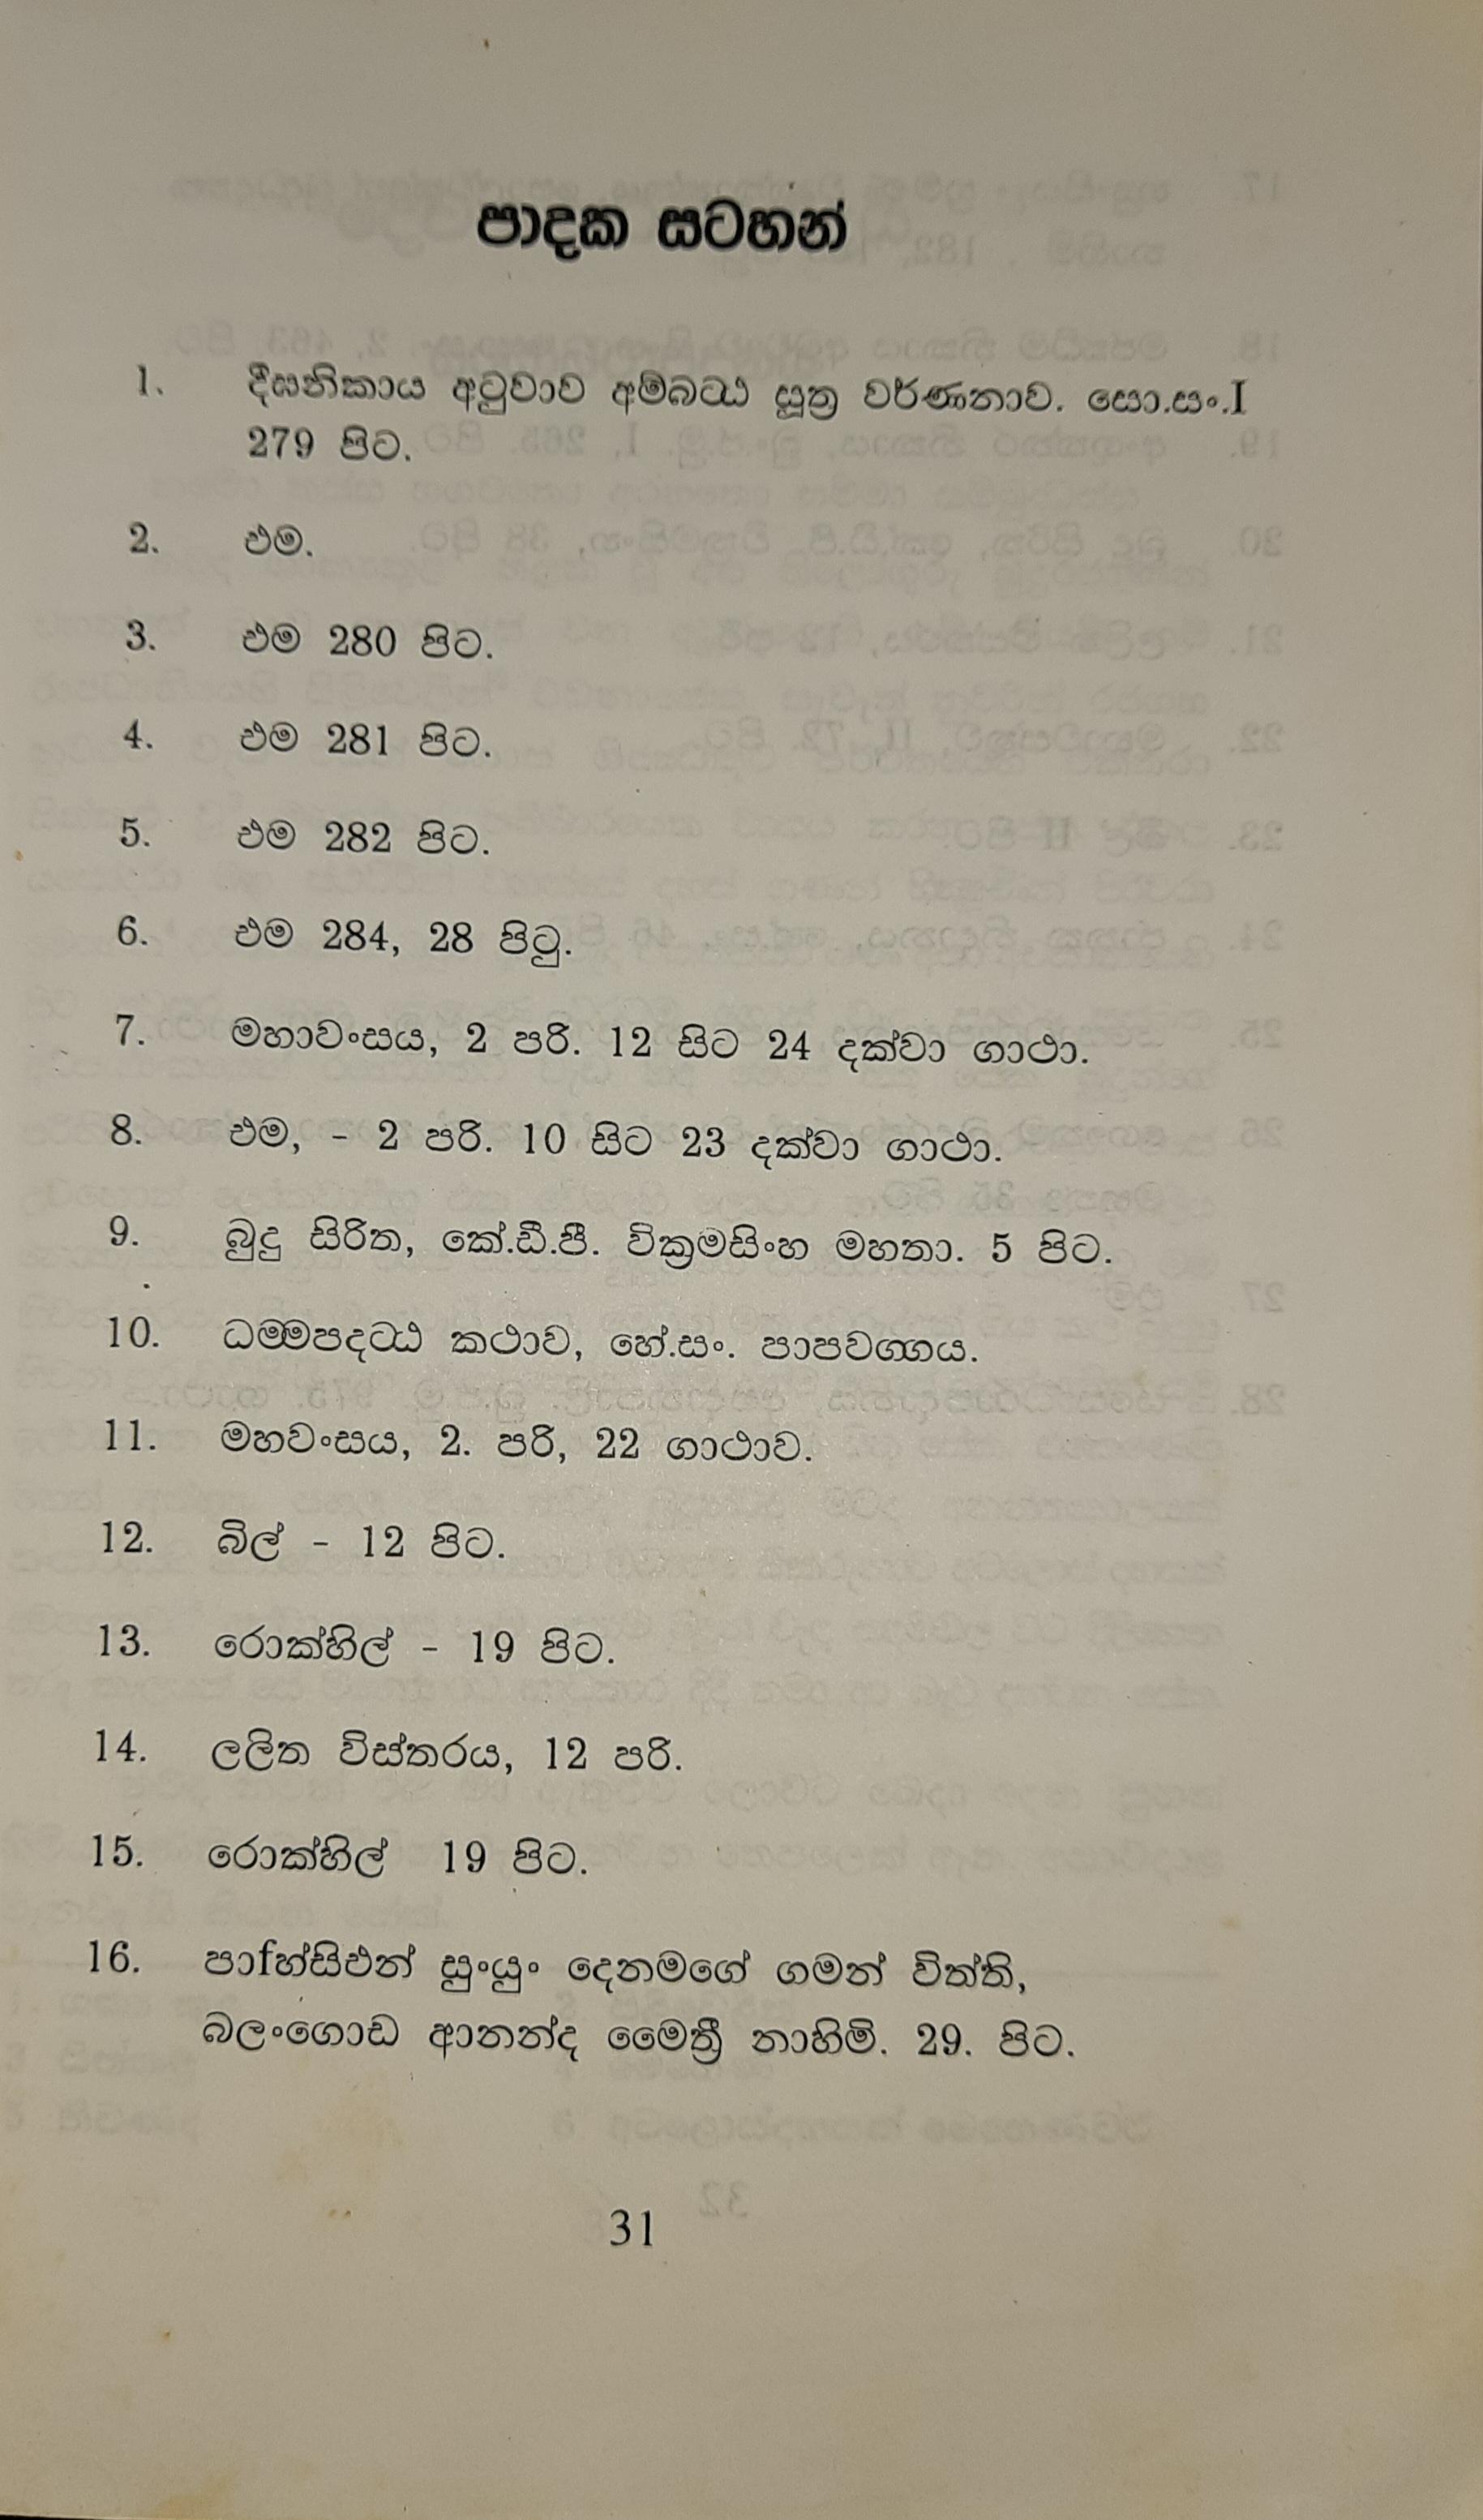 පාදක සටහන්
1. දීඝනිකාය අටුවාව අම්බට්ඨ සූත්‍ර වර්ණනාව. සො.සං.I
279 පිට.
2. එම.
3. එම 280 පිට.
4. එම 281 පිට.
5. එම 282 පිට.
6. එම 284, 28 පිටු.
7. මහාවංසය, 2 පරි. 12 සිට 24 දක්වා ගාථා.
8. එම, - 2 පරි. 10 සිට 23 දක්වා ගාථා.
9. බුදු සිරිත, කේ.ඩී.පී. වික්‍රමසිංහ මහතා. 5 පිට.
10. ධම්මපදට්ඨ කථාව, හේ.සං. පාපවග්ගය.
11. මහවංසය, 2. පරි, 22 ගාථාව.
12. බිල් - 12 පිට.
13. රොක්හිල් - 19 පිට.
14. ලලිත විස්තරය, 12 පරි.
15. රොක්හිල් 19 පිට.
16. පාfහ්සිඑන් සුංයුං දෙනමගේ ගමන් විත්ති,
බලංගොඩ ආනන්ද මෛත්‍රී නාහිමි. 29. පිට.
31